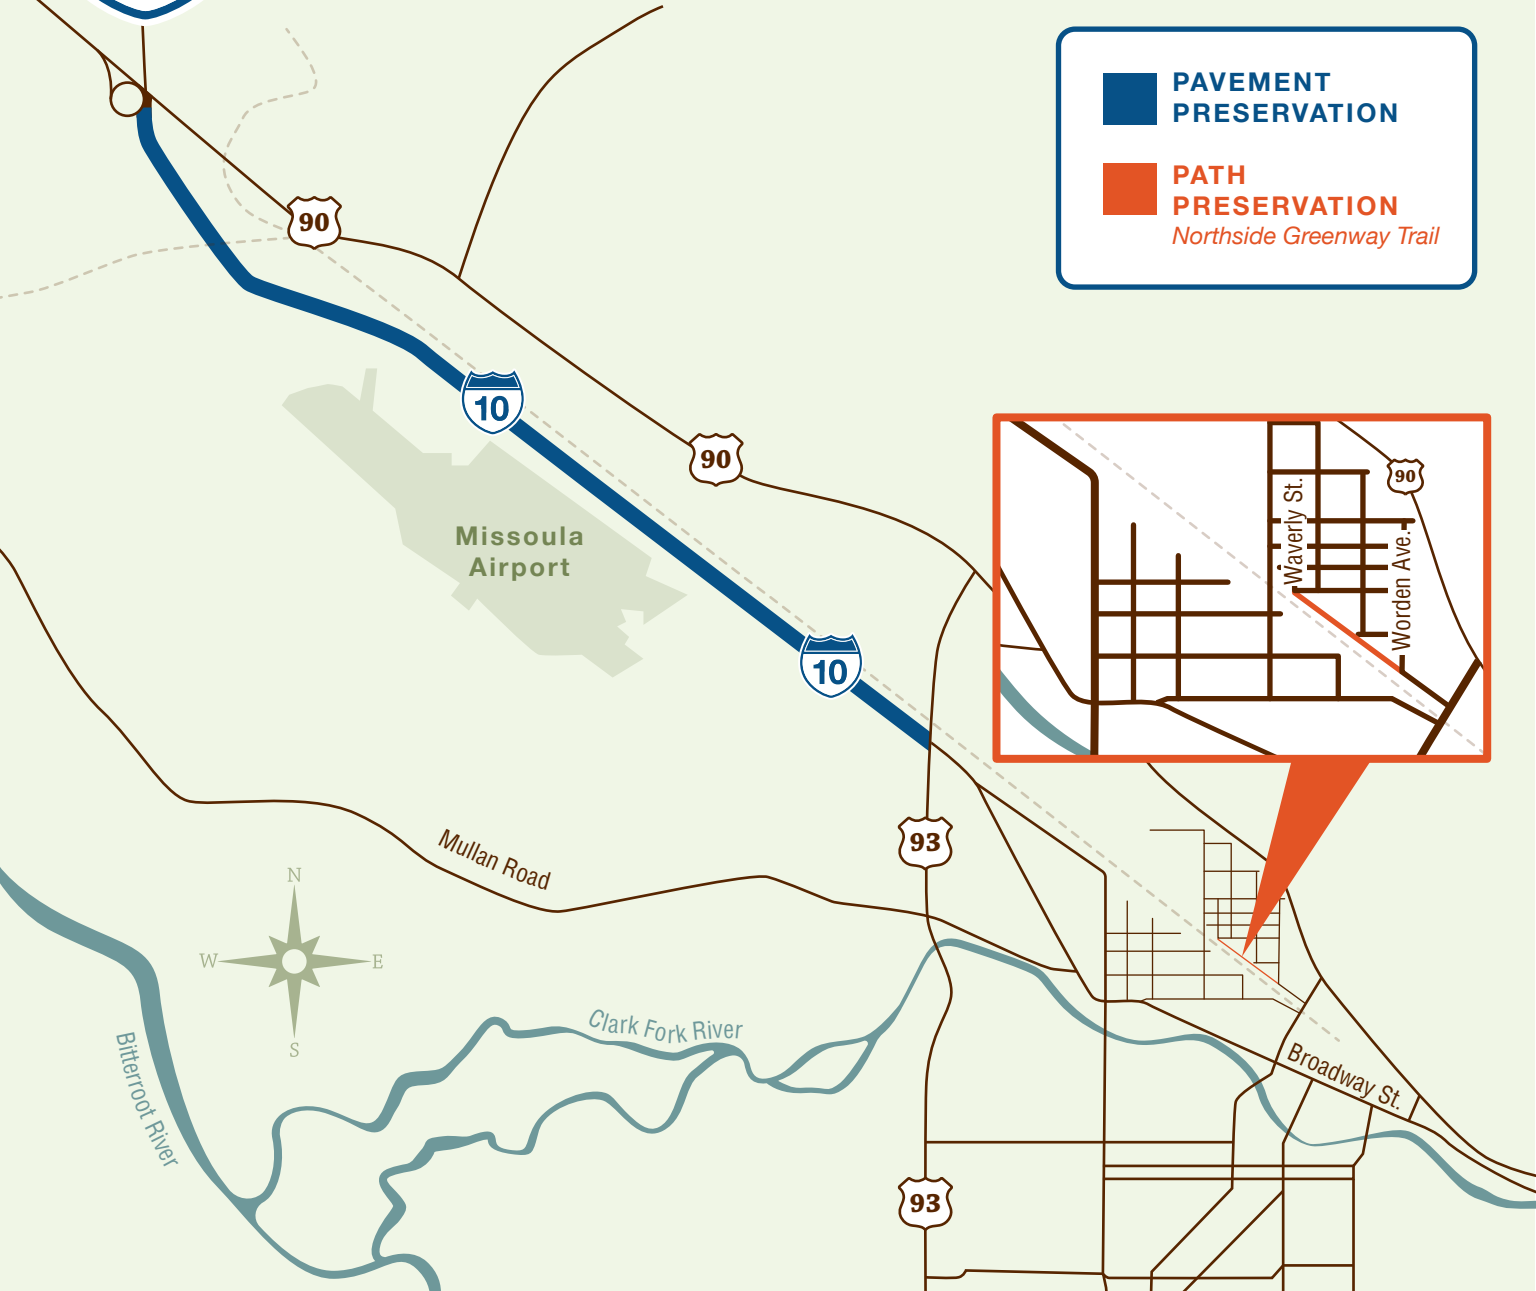 PAVEMENT
PRESERVATION
PATH
PRESERVATION
Northside Greenway Trail
90
10
90
Missoula
Airport
10
90
Waverly St.
Worden Ave.
93
Mullan Road
N
W
E
S
Clark Fork River
Bitterroot River
Broadway St.
93